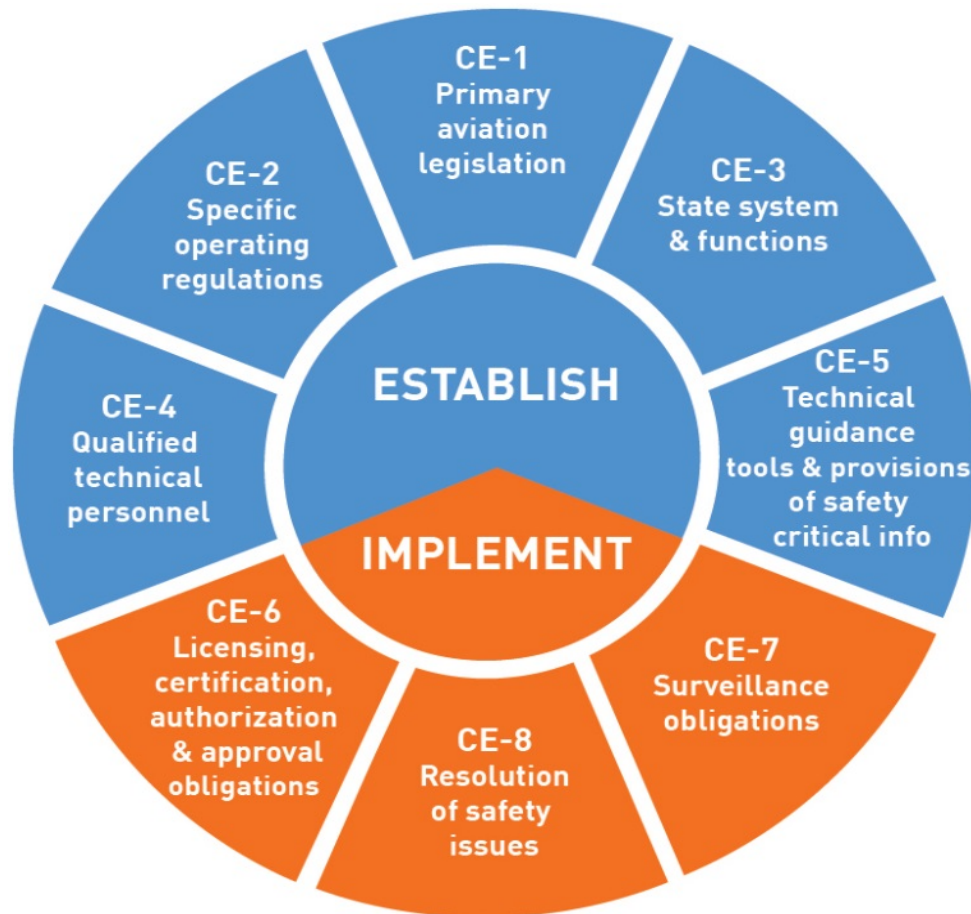 CE-1
Primary
aviation
legislation
CE-2
Specific
operating
regulations
CE-3
State system
& functions
CE-4
Qualified
technical
personnel
ESTABLISH
CE-5
Technical
guidance
tools & provisions
of safety
critical info
IMPLEMENT
CE-6
Licensing,
certification,
authorization
& approval
obligations
CE-7
Surveillance
obligations
CE-8
Resolution
of safety
issues